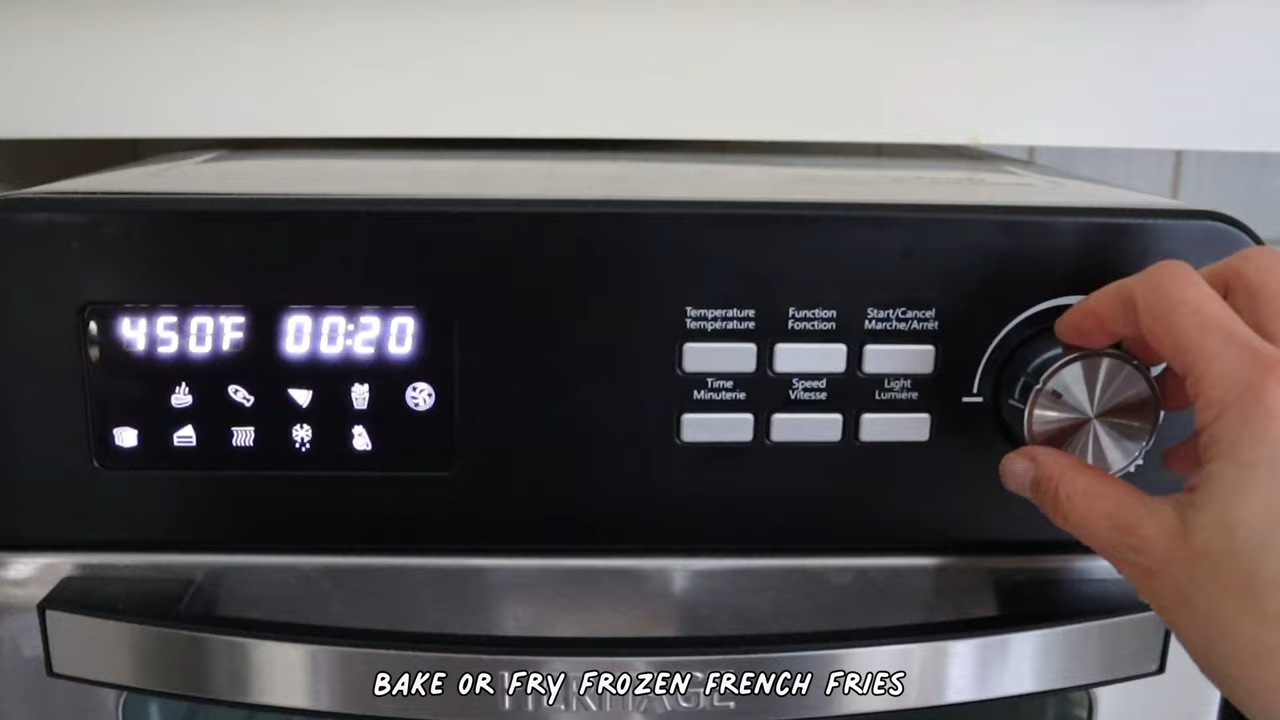 450°F 00:20
Temperature
Température
Function
Fonction
Start/Cancel
Marche/Arrêt
Time
Minuterie
Speed
Vitesse
Light
Lumière
BAKE OR FRY FROZEN FRENCH FRIES